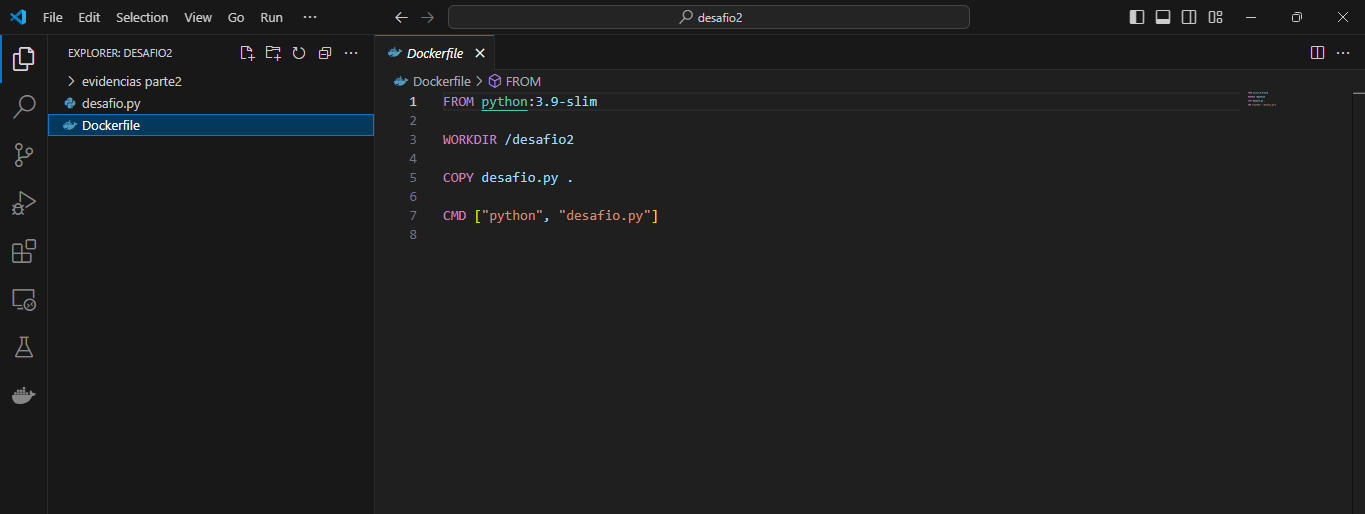 File Edit Selection View Go Run ···
desafio2
EXPLORER: DESAFIO2
evidencias parte2
desafio.py
Dockerfile
Dockerfile
Dockerfile > FROM
1 FROM python:3.9-slim
2
3 WORKDIR /desafio2
4
5 COPY desafio.py .
6
7 CMD ["python", "desafio.py"]
8